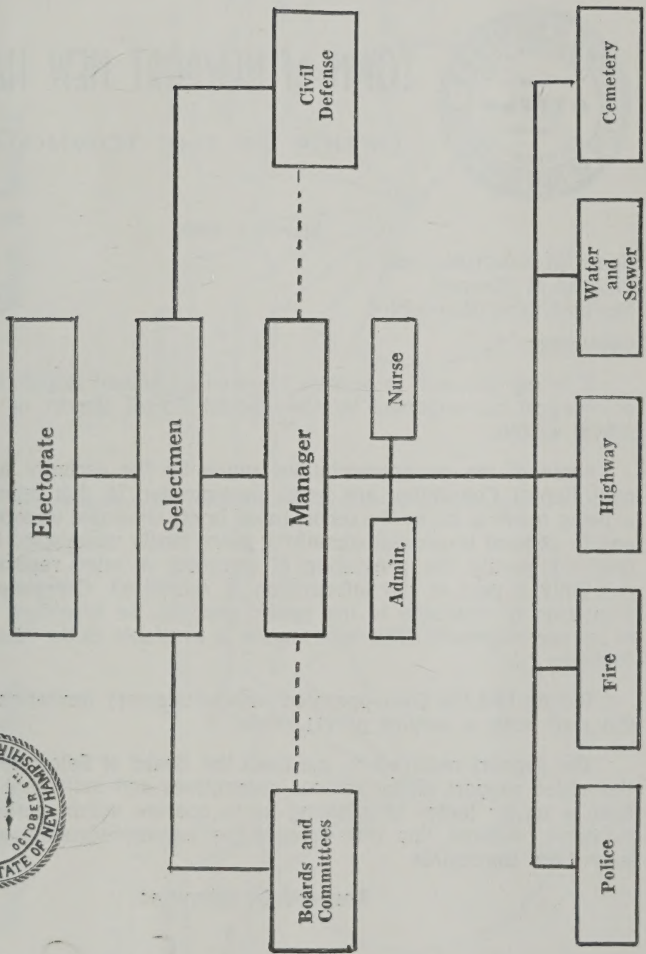 Electorate
Selectmen
Boards and
Committees
Manager
Civil
Defense
Admin.
Nurse
Police
Fire
Highway
Water
and
Sewer
Cemetery
OCTOBER
STATE OF NEW HAMPSHIRE